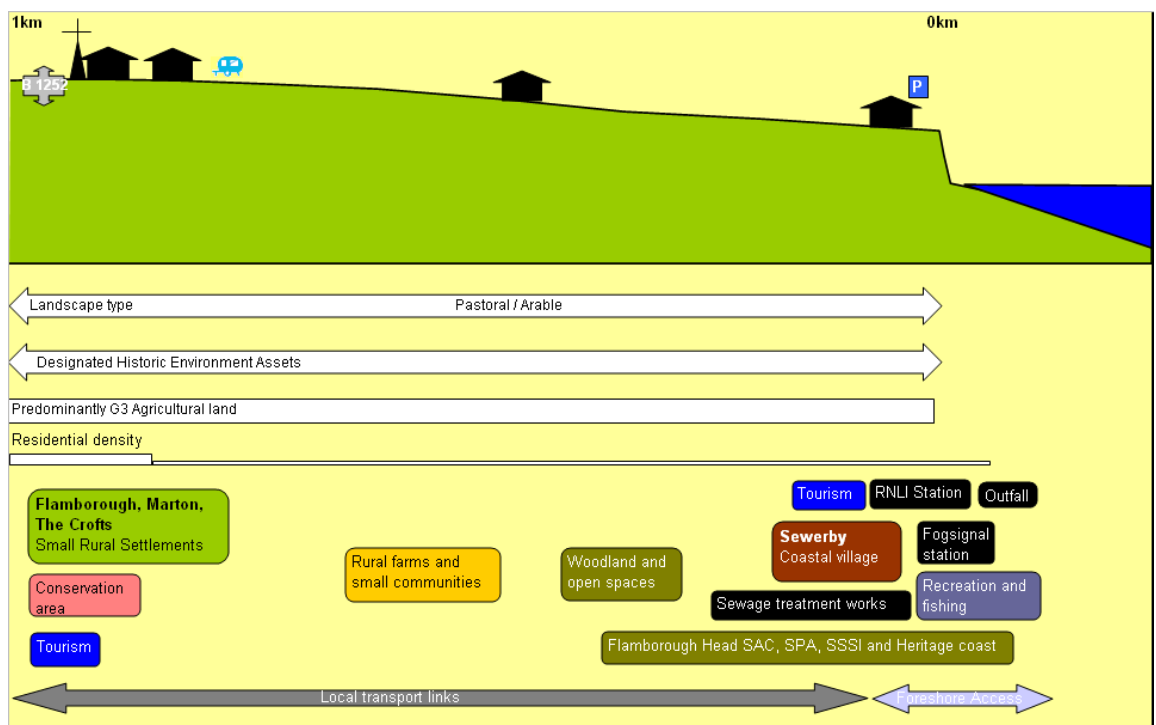 1km
0km
B 1252
P
Landscape type
Pastoral / Arable
Designated Historic Environment Assets
Predominantly G3 Agricultural land
Residential density
Flamborough, Marton,
The Crofts
Small Rural Settlements
Conservation
area
Tourism
Rural farms and
small communities
Woodland and
open spaces
Tourism
RNLI Station
Outfall
Sewerby
Coastal village
Fogsignal
station
Sewage treatment works
Recreation and
fishing
Flamborough Head SAC, SPA, SSSI and Heritage coast
Local transport links
Foreshore Access